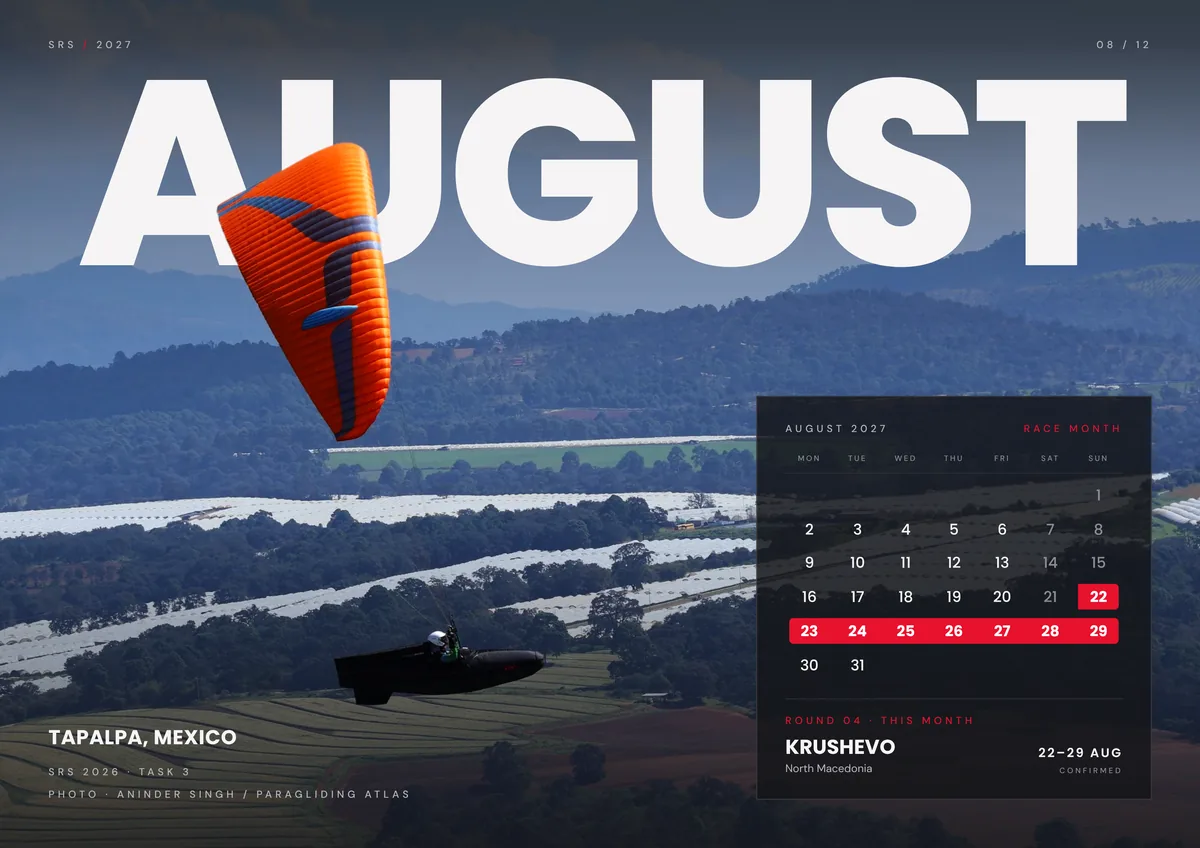 SRS / 2027
08 / 12
AUGUST
AUGUST 2027
RACE MONTH
MON TUE WED THU FRI SAT SUN
1
2 3 4 5 6 7 8
9 10 11 12 13 14 15
16 17 18 19 20 21 22
23 24 25 26 27 28 29
30 31
ROUND 04 · THIS MONTH
KRUSHEVO
North Macedonia
22–29 AUG
CONFIRMED
TAPALPA, MEXICO
SRS 2026 · TASK 3
PHOTO · ANINDER SINGH / PARAGLIDING ATLAS